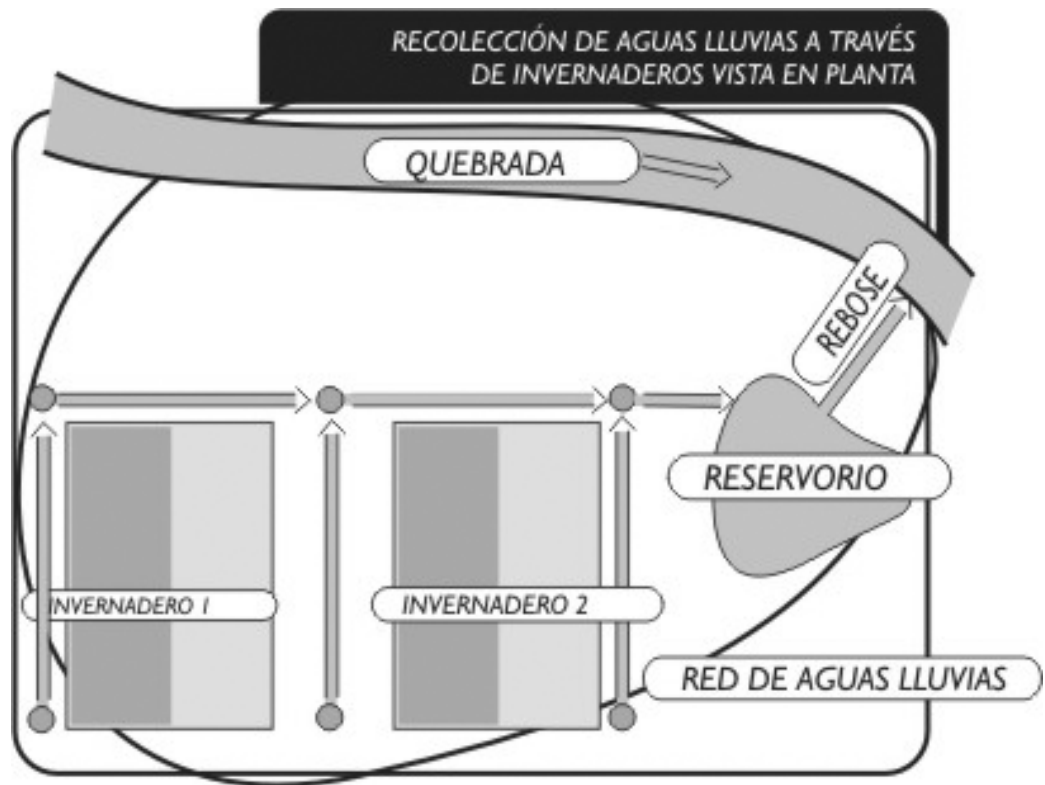 RECOLECCIÓN DE AGUAS LLUVIAS A TRAVÉS
DE INVERNADEROS VISTA EN PLANTA
QUEBRADA
REBOSE
RESERVORIO
INVERNADERO 1
INVERNADERO 2
RED DE AGUAS LLUVIAS